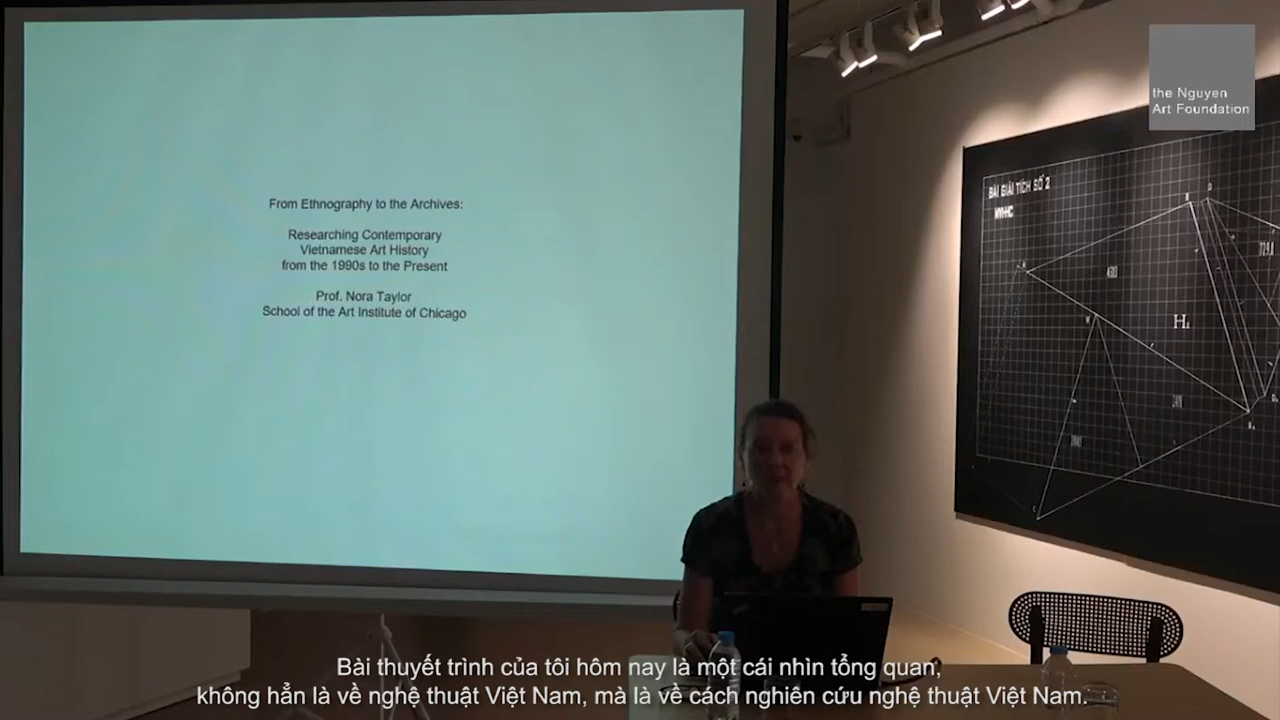 From Ethnography to the Archives:
Researching Contemporary
Vietnamese Art History
from the 1990s to the Present
Prof. Nora Taylor
School of the Art Institute of Chicago
the Nguyen
Art Foundation
BÀI GIẢI TÍCH SỐ 2
Bài thuyết trình của tôi hôm nay là một cái nhìn tổng quan,
không hẳn là về nghệ thuật Việt Nam, mà là về cách nghiên cứu nghệ thuật Việt Nam.